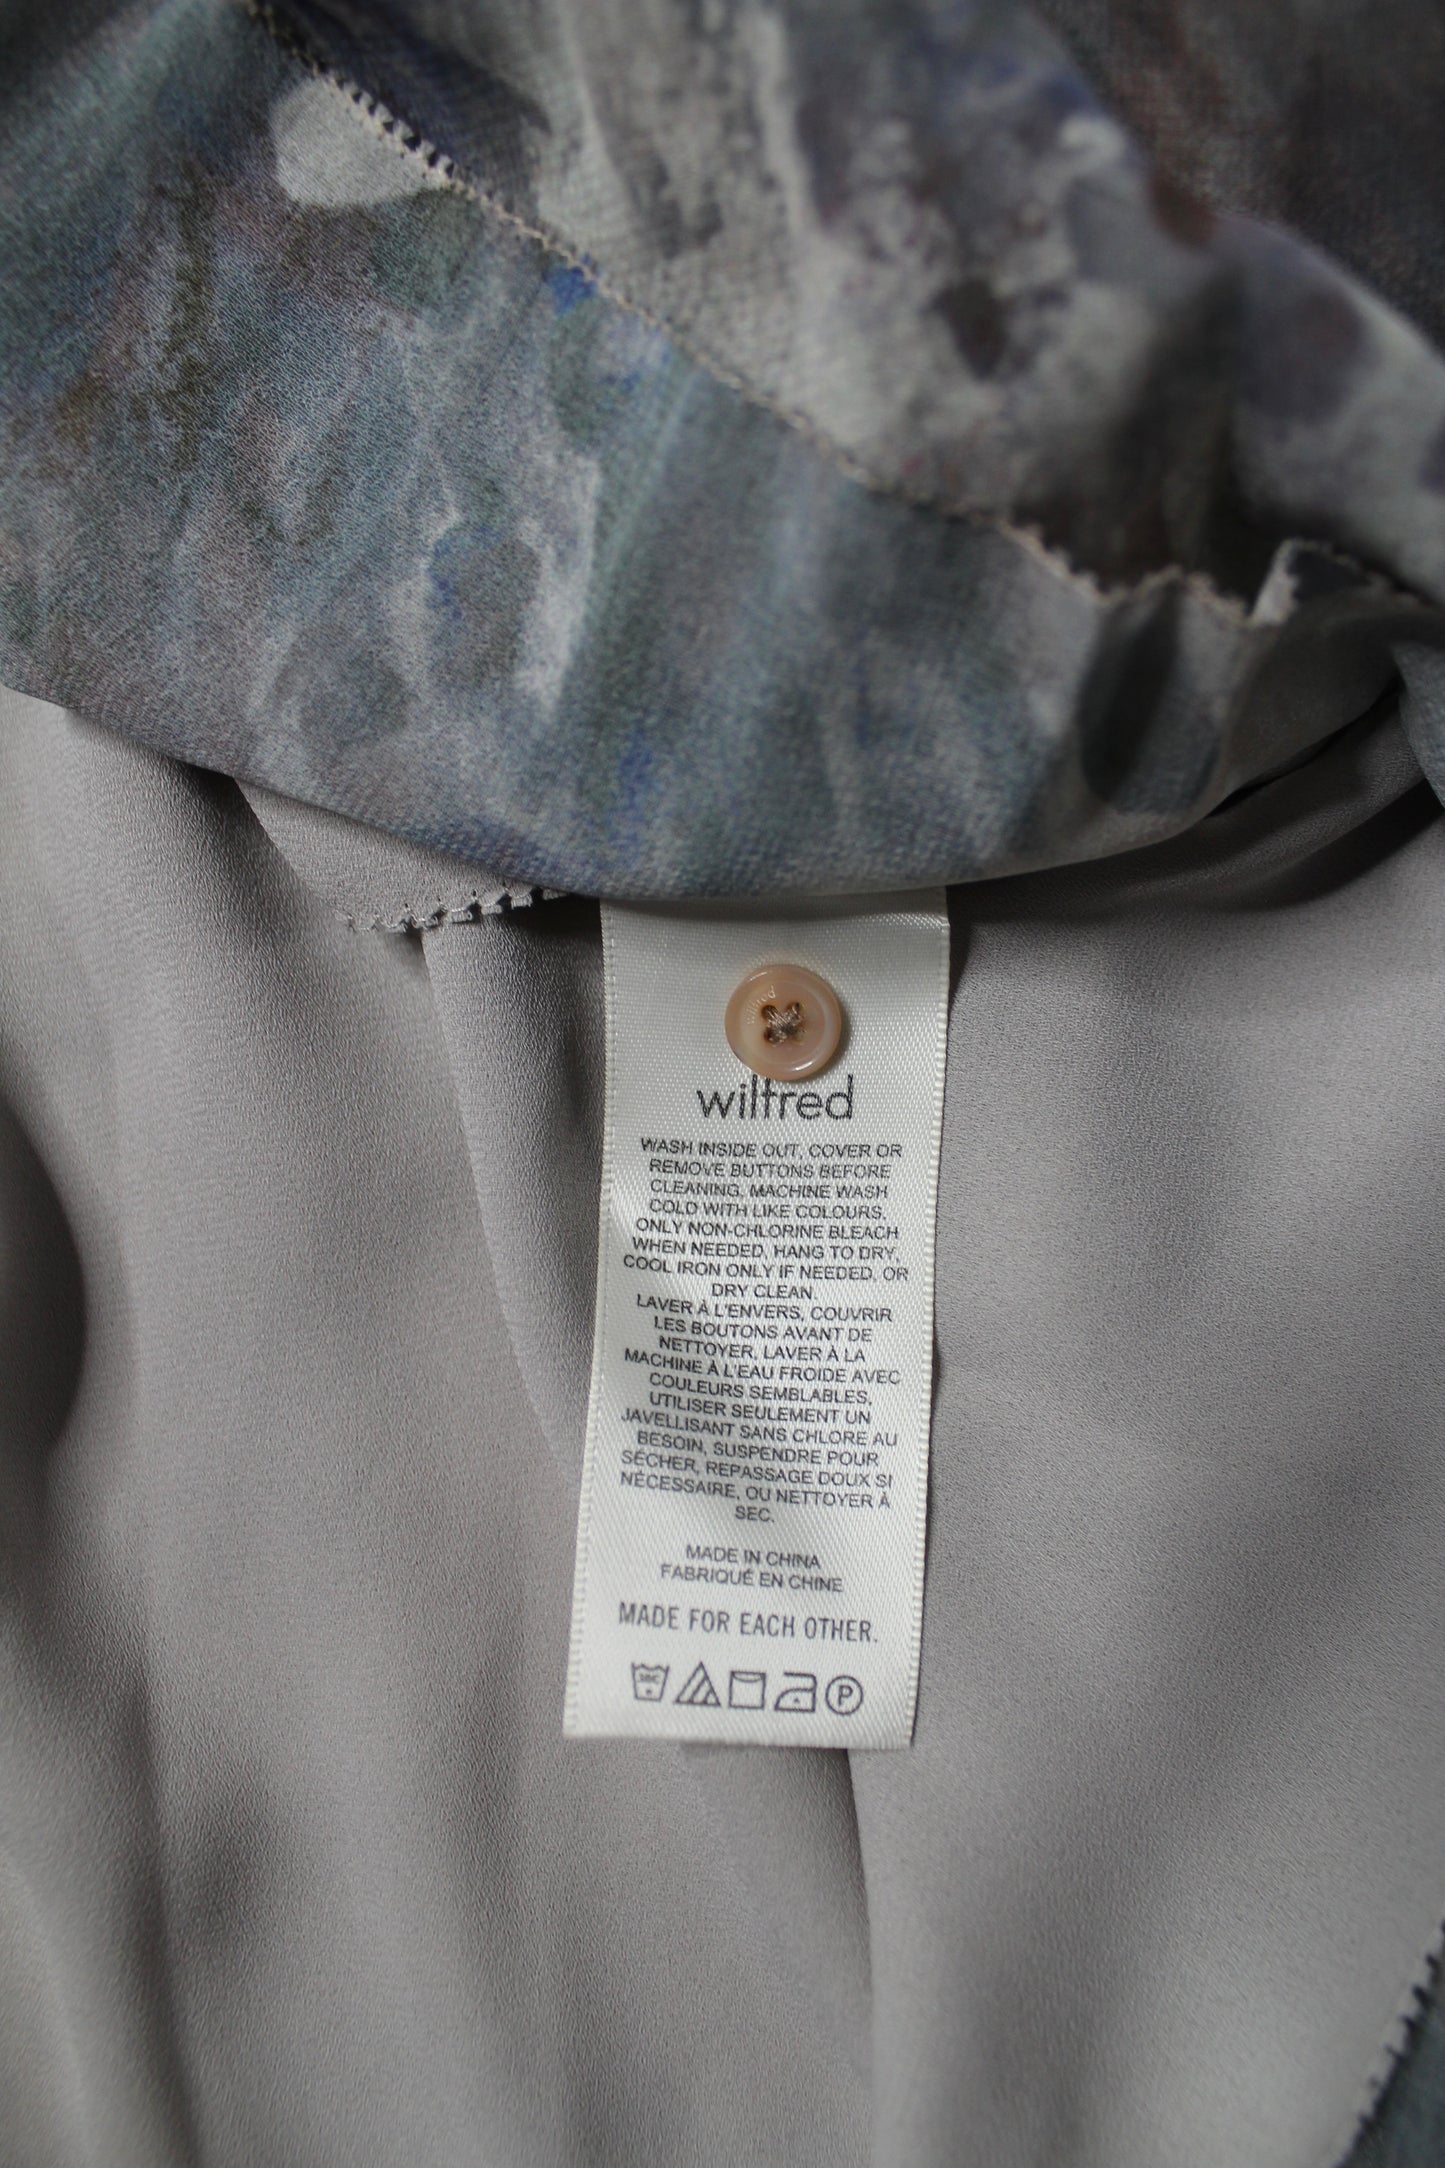 wilfred
wilfred
WASH INSIDE OUT, COVER OR
REMOVE BUTTONS BEFORE
CLEANING, MACHINE WASH
COLD WITH LIKE COLOURS,
ONLY NON-CHLORINE BLEACH
WHEN NEEDED, HANG TO DRY,
COOL IRON ONLY IF NEEDED, OR
DRY CLEAN.
LAVER À L'ENVERS, COUVRIR
LES BOUTONS AVANT DE
NETTOYER, LAVER À LA
MACHINE À L'EAU FROIDE AVEC
COULEURS SEMBLABLES,
UTILISER SEULEMENT UN
JAVELLISANT SANS CHLORE AU
BESOIN, SUSPENDRE POUR
SÉCHER, REPASSAGE DOUX SI
NÉCESSAIRE, OU NETTOYER À
SEC.
MADE IN CHINA
FABRIQUÉ EN CHINE
MADE FOR EACH OTHER.
30C P